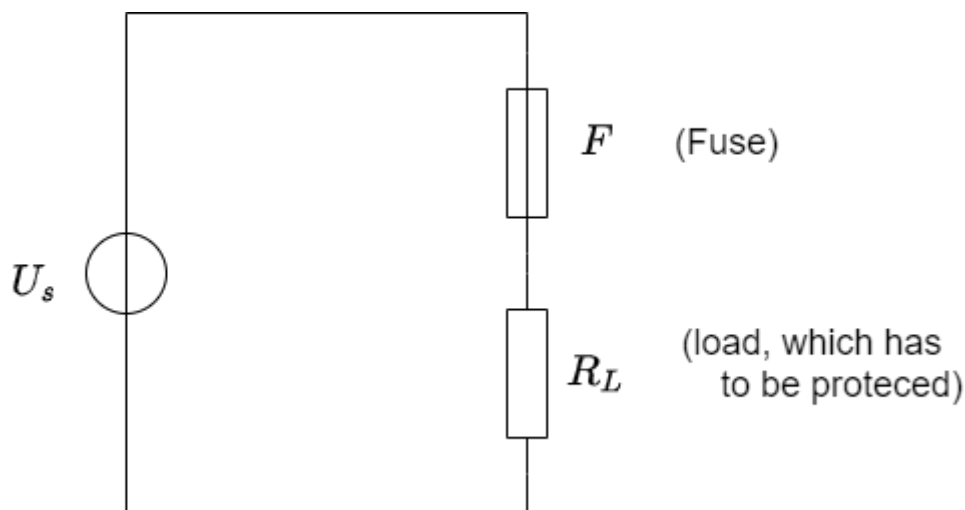 F (Fuse)
U_s
R_L (load, which has
to be proteced)